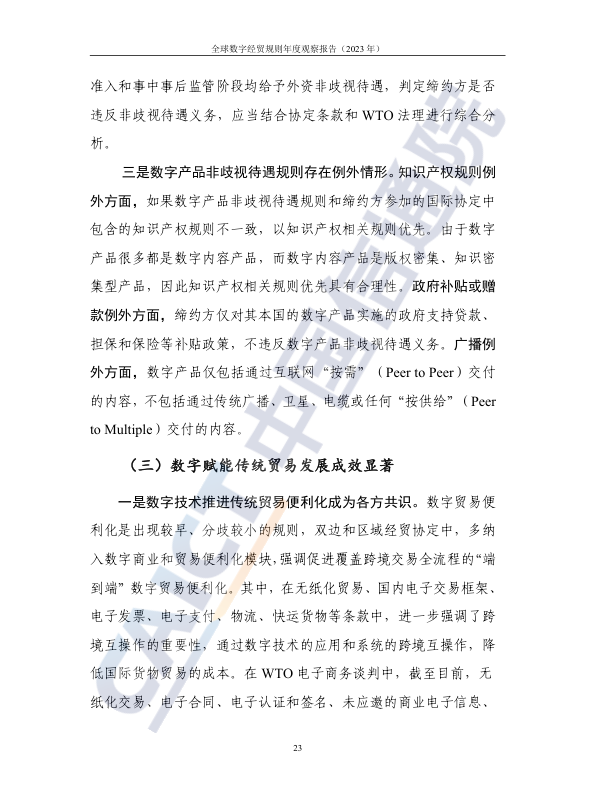 全球数字经贸规则年度观察报告（2023 年）
准入和事中事后监管阶段均给予外资非歧视待遇，判定缔约方是否
违反非歧视待遇义务，应当结合协定条款和 WTO 法理进行综合分
析。
三是数字产品非歧视待遇规则存在例外情形。知识产权规则例
外方面，如果数字产品非歧视待遇规则和缔约方参加的国际协定中
包含的知识产权规则不一致，以知识产权相关规则优先。由于数字
产品很多都是数字内容产品，而数字内容产品是版权密集、知识密
集型产品，因此知识产权相关规则优先具有合理性。政府补贴或赠
款例外方面，缔约方仅对其本国的数字产品实施的政府支持贷款、
担保和保险等补贴政策，不违反数字产品非歧视待遇义务。广播例
外方面，数字产品仅包括通过互联网“按需”（Peer to Peer）交付
的内容，不包括通过传统广播、卫星、电缆或任何“按供给”（Peer
to Multiple）交付的内容。
（三）数字赋能传统贸易发展成效显著
一是数字技术推进传统贸易便利化成为各方共识。数字贸易便
利化是出现较早、分歧较小的规则，双边和区域经贸协定中，多纳
入数字商业和贸易便利化模块，强调促进覆盖跨境交易全流程的“端
到端”数字贸易便利化。其中，在无纸化贸易、国内电子交易框架、
电子发票、电子支付、物流、快运货物等条款中，进一步强调了跨
境互操作的重要性，通过数字技术的应用和系统的跨境互操作，降
低国际货物贸易的成本。在 WTO 电子商务谈判中，截至目前，无
纸化交易、电子合同、电子认证和签名、未应邀的商业电子信息、
23
CAICT 中国信通院